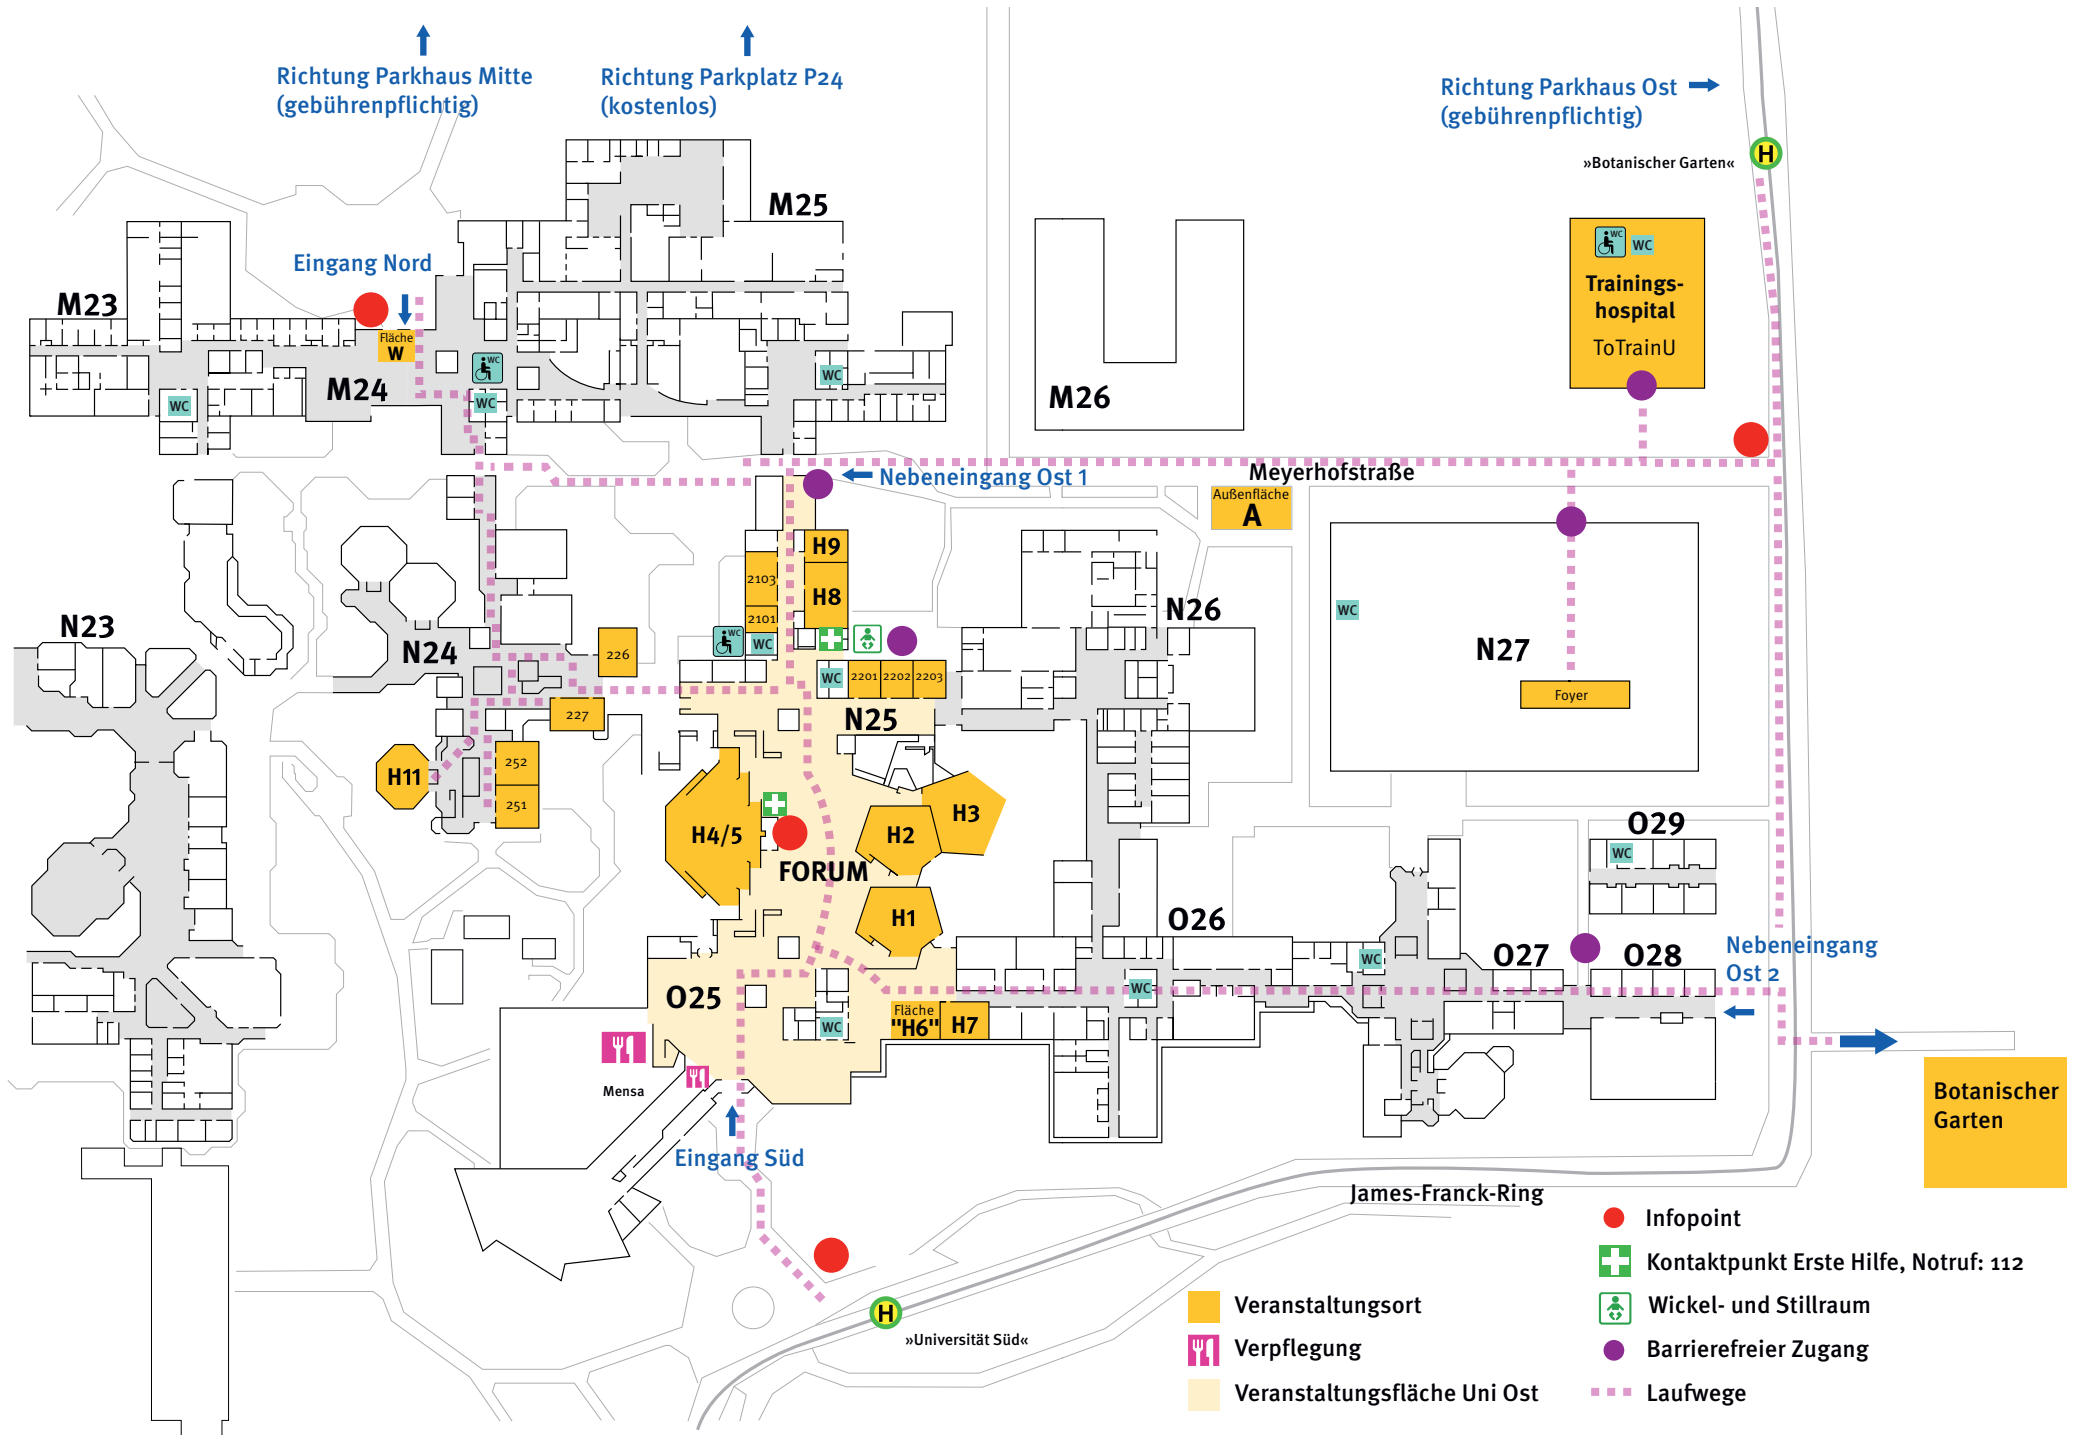 Richtung Parkhaus Mitte
(gebührenpflichtig)
Richtung Parkplatz P24
(kostenlos)
Richtung Parkhaus Ost
(gebührenpflichtig)
»Botanischer Garten«
H
M25
Eingang Nord
M23
Fläche
W
M24
WC
WC
WC
WC
M26
WC
WC
Trainings-
hospital
ToTrainU
Meyerhofstraße
Nebeneingang Ost 1
Außenfläche
A
H9
2103
H8
2101
WC
WC
WC
2201
2202
2203
N23
N24
226
227
N25
N26
WC
N27
Foyer
H11
252
251
H4/5
H2
H3
FORUM
H1
O29
WC
O26
WC
WC
O27
O28
Nebeneingang
Ost 2
O25
WC
Fläche
"H6"
H7
Mensa
Eingang Süd
Botanischer
Garten
James-Franck-Ring
H
»Universität Süd«
Infopoint
Kontaktpunkt Erste Hilfe, Notruf: 112
Wickel- und Stillraum
Barrierefreier Zugang
Laufwege
Veranstaltungsort
Verpflegung
Veranstaltungsfläche Uni Ost